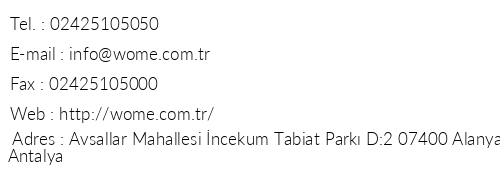 Tel. : 02425105050
E-mail : info@wome.com.tr
Fax : 02425105000
Web : http://wome.com.tr/
Adres : Avsallar Mahallesi İncekum Tabiat Parkı D:2 07400 Alanya
Antalya